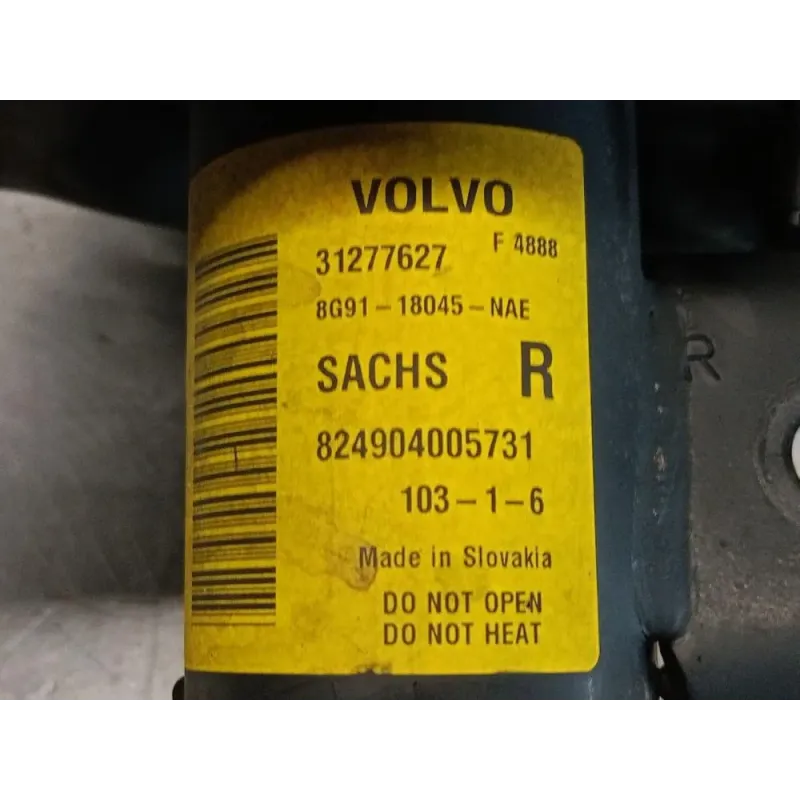 VOLVO
31277627 F 4888
8G91-18045-NAE
SACHS R
824904005731
103-1-6
Made in Slovakia
DO NOT OPEN
DO NOT HEAT
R